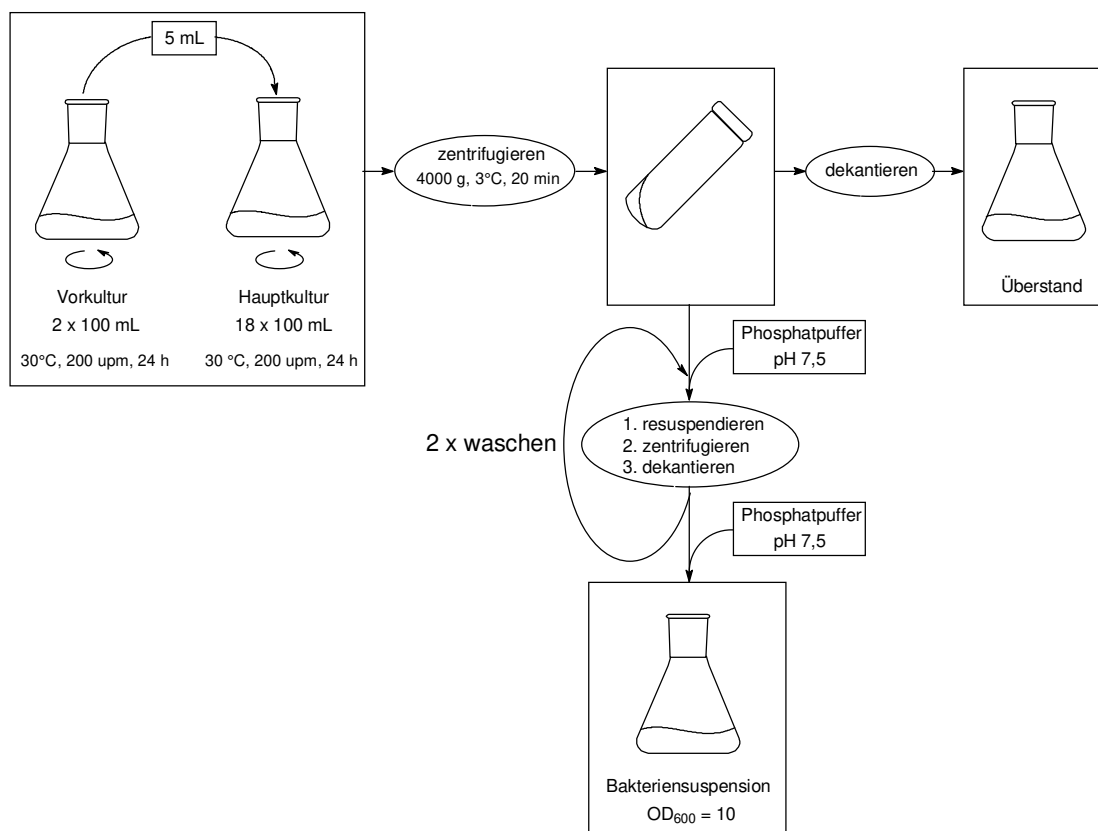 5 mL
Vorkultur
2 x 100 mL
30°C, 200 upm, 24 h
Hauptkultur
18 x 100 mL
30 °C, 200 upm, 24 h
zentrifugieren
4000 g, 3°C, 20 min
dekantieren
Überstand
Phosphatpuffer
pH 7,5
2 x waschen
1. resuspendieren
2. zentrifugieren
3. dekantieren
Phosphatpuffer
pH 7,5
Bakteriensuspension
OD600 = 10